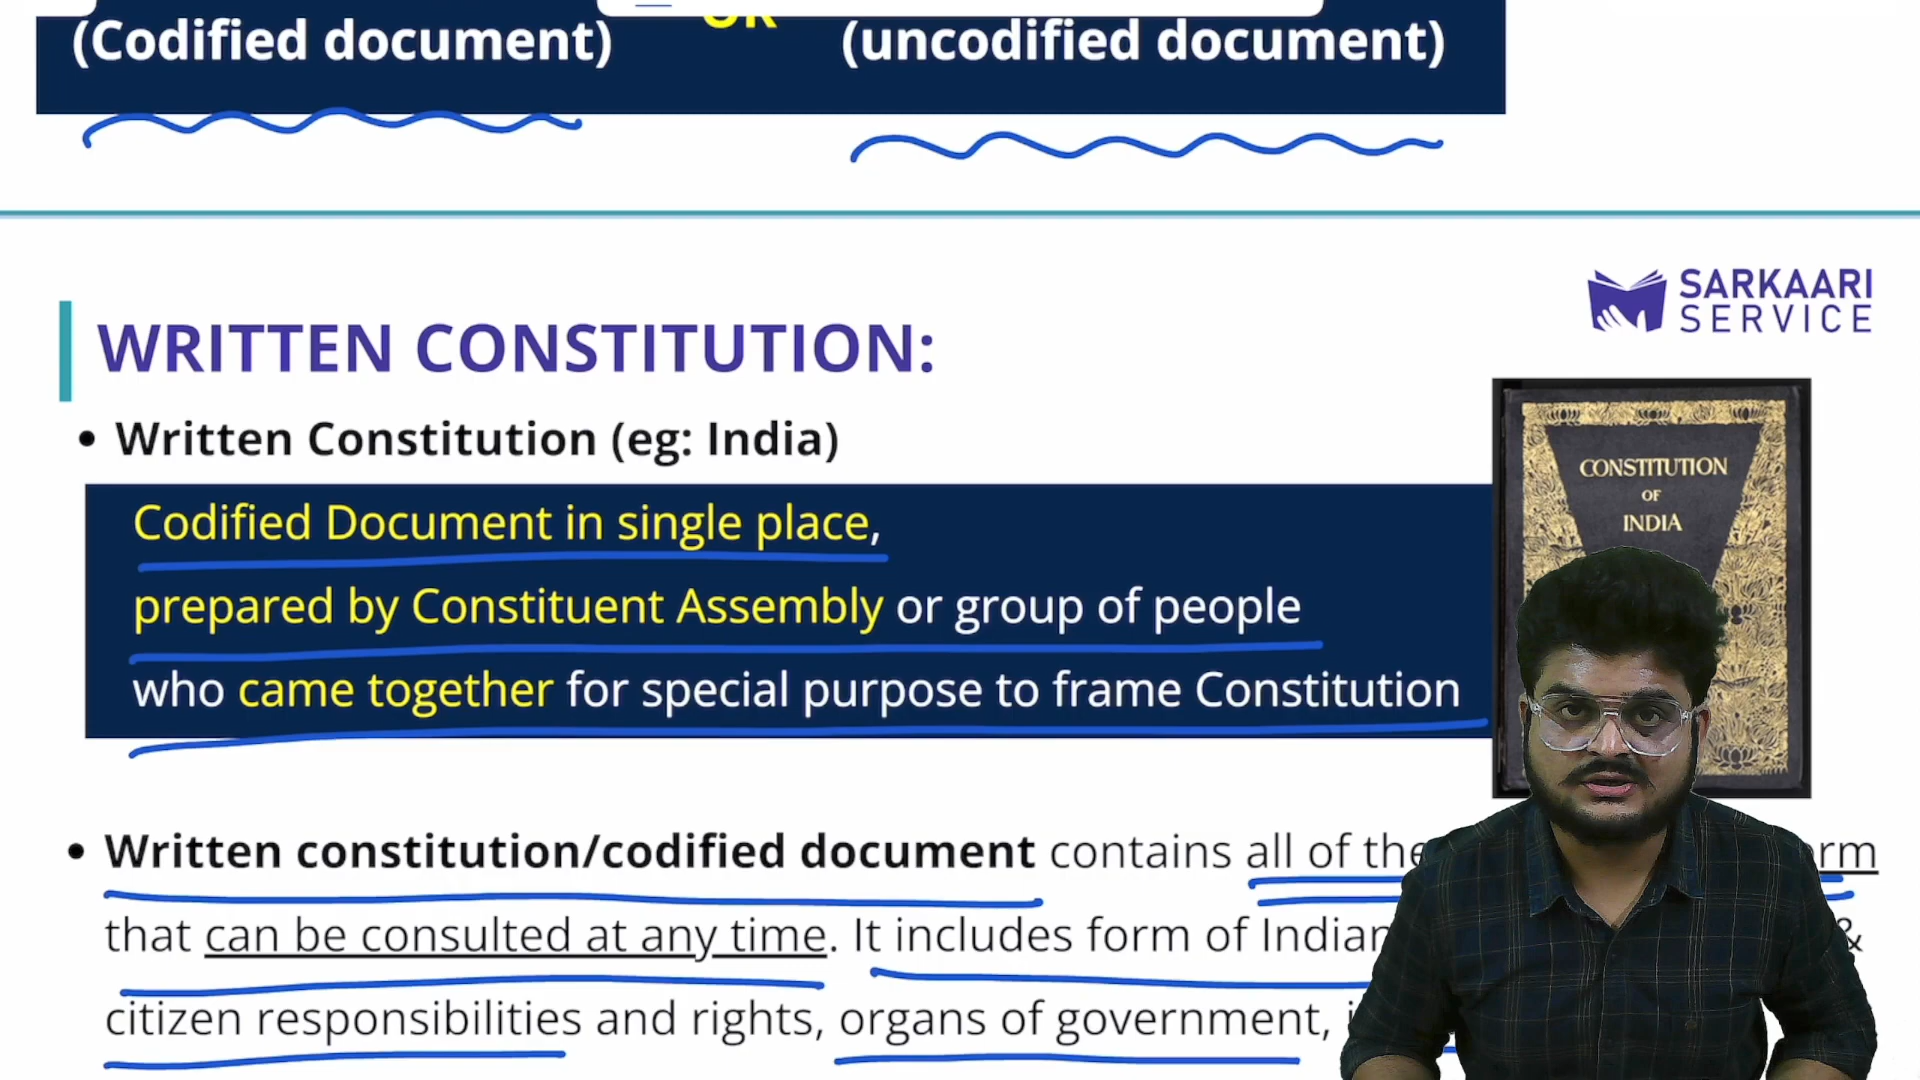 OR
(Codified document)
(uncodified document)
SARKAARI
SERVICE
WRITTEN CONSTITUTION:
• Written Constitution (eg: India)
Codified Document in single place,
prepared by Constituent Assembly or group of people
who came together for special purpose to frame Constitution
CONSTITUTION
OF
INDIA
• Written constitution/codified document contains all of the
that can be consulted at any time. It includes form of Indian &
citizen responsibilities and rights, organs of government,